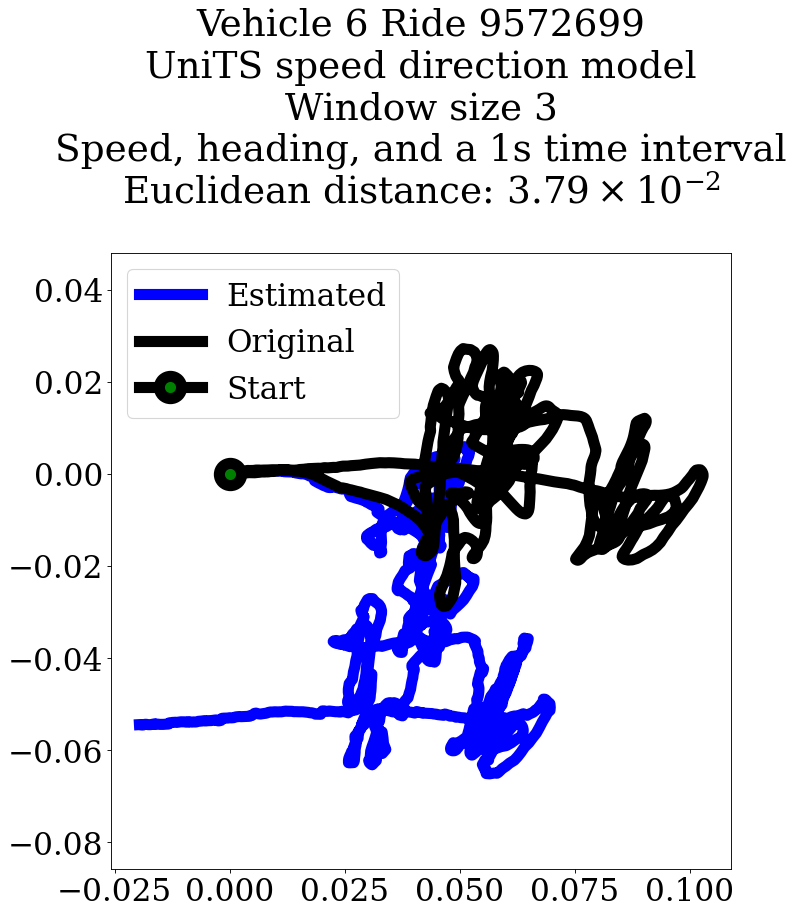 Vehicle 6 Ride 9572699
UniTS speed direction model
Window size 3
Speed, heading, and a 1s time interval
Euclidean distance: 3.79 × 10⁻²
Estimated
Original
Start
0.04
0.02
0.00
−0.02
−0.04
−0.06
−0.08
−0.025 0.000 0.025 0.050 0.075 0.100